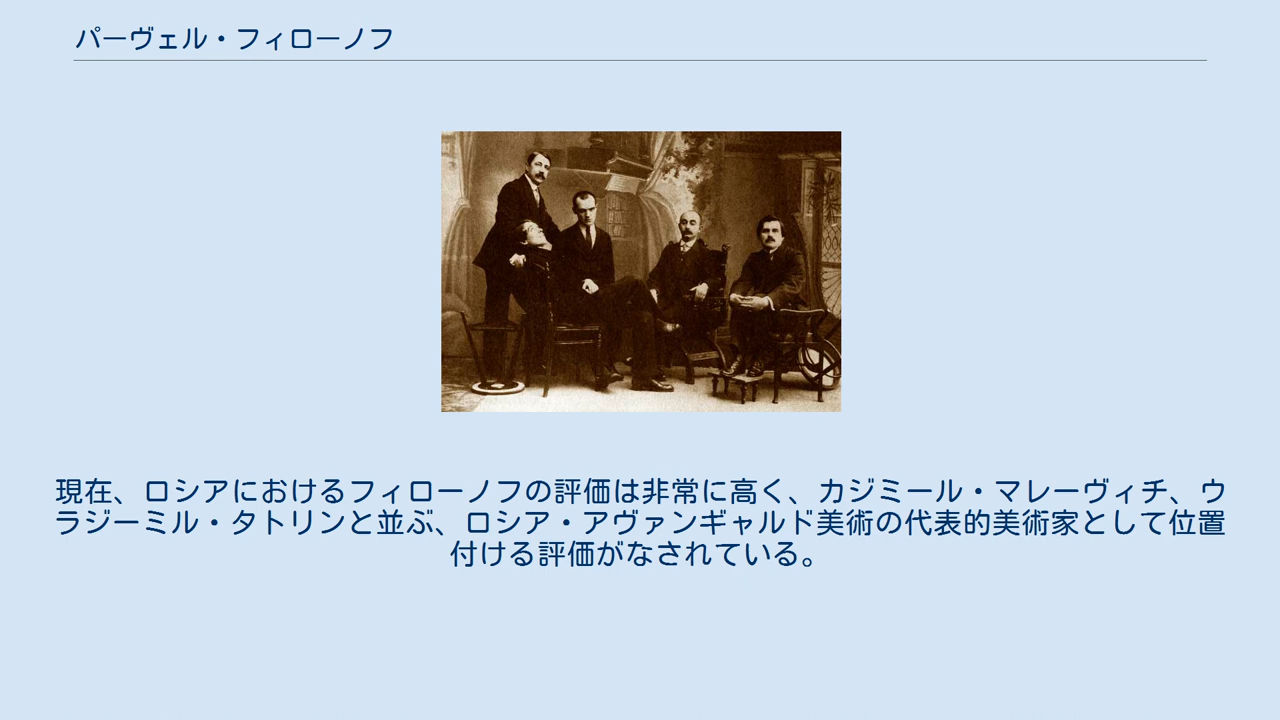 パーヴェル・フィローノフ
現在、ロシアにおけるフィローノフの評価は非常に高く、カジミール・マレーヴィチ、ウ
ラジーミル・タトリンと並ぶ、ロシア・アヴァンギャルド美術の代表的美術家として位置
付ける評価がなされている。